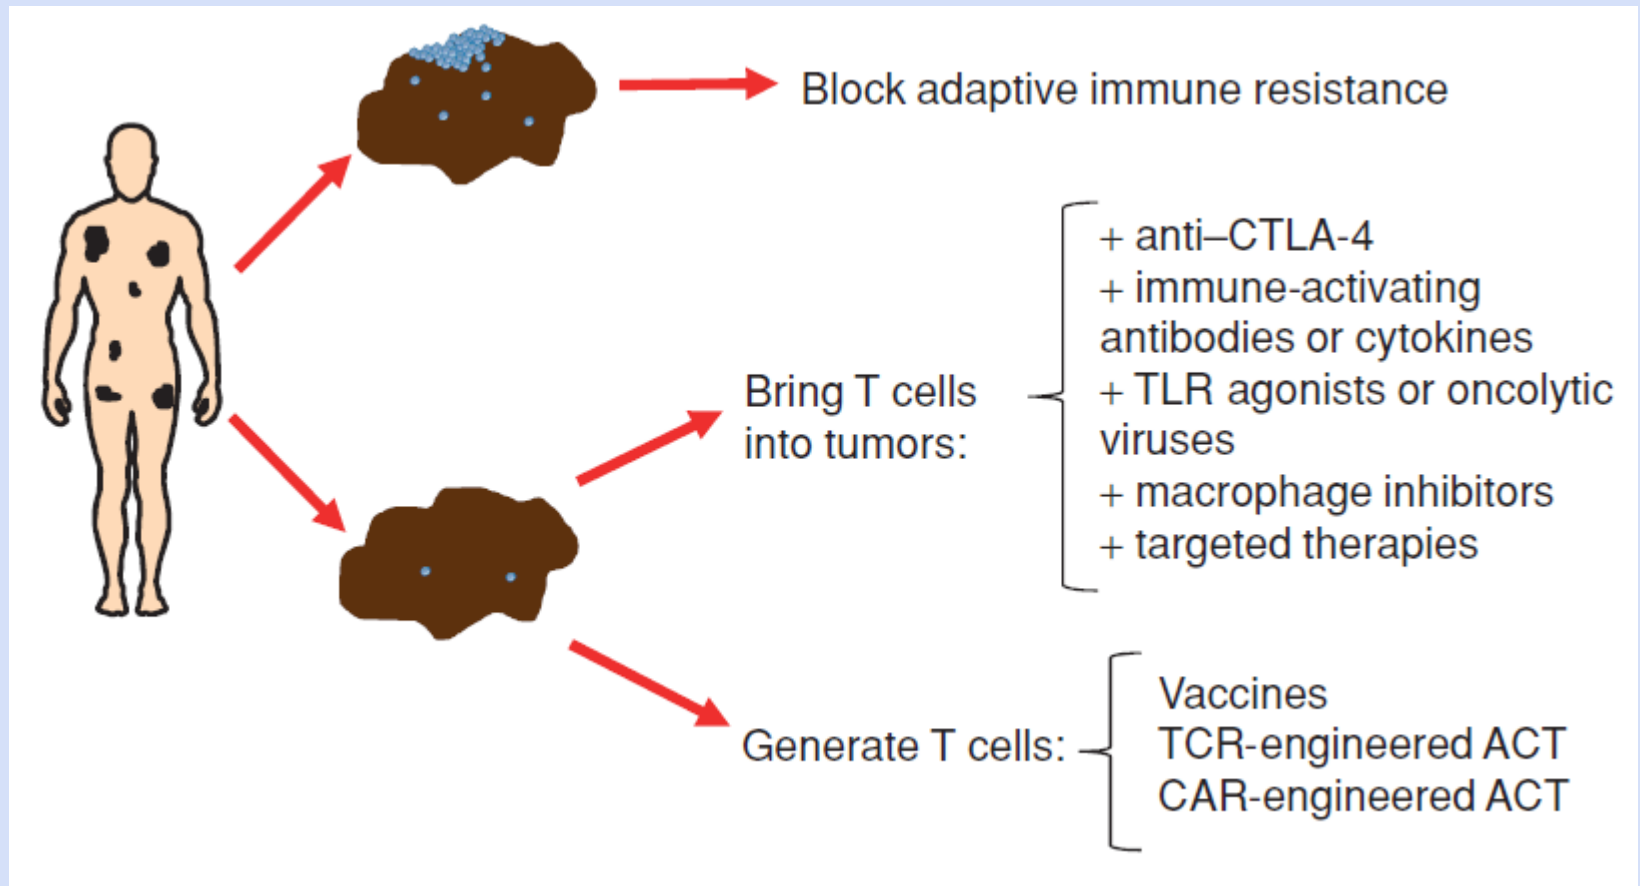 Block adaptive immune resistance
Bring T cells
into tumors:
+ anti–CTLA-4
+ immune-activating
antibodies or cytokines
+ TLR agonists or oncolytic
viruses
+ macrophage inhibitors
+ targeted therapies
Generate T cells:
Vaccines
TCR-engineered ACT
CAR-engineered ACT